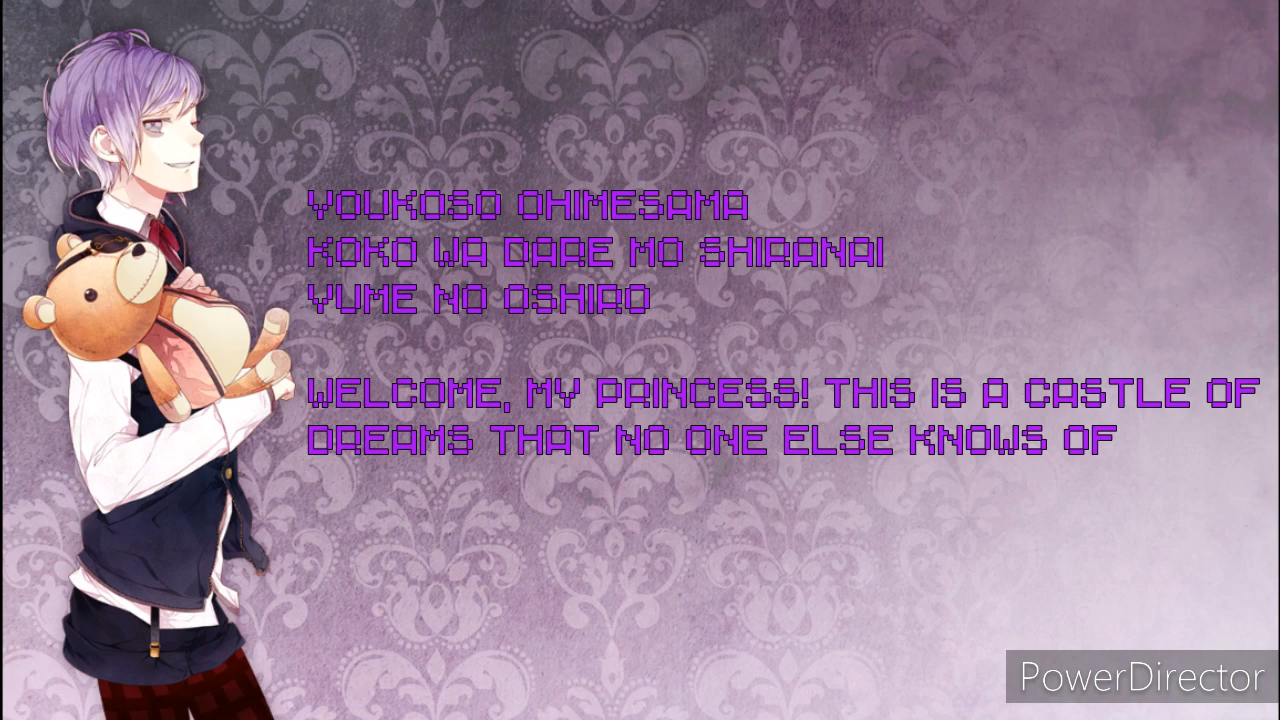 YOUKOSO OHIMESAMA
KOKO WA DARE MO SHIRANAI
YUME NO OSHIRO
WELCOME, MY PRINCESS! THIS IS A CASTLE OF
DREAMS THAT NO ONE ELSE KNOWS OF
PowerDirector